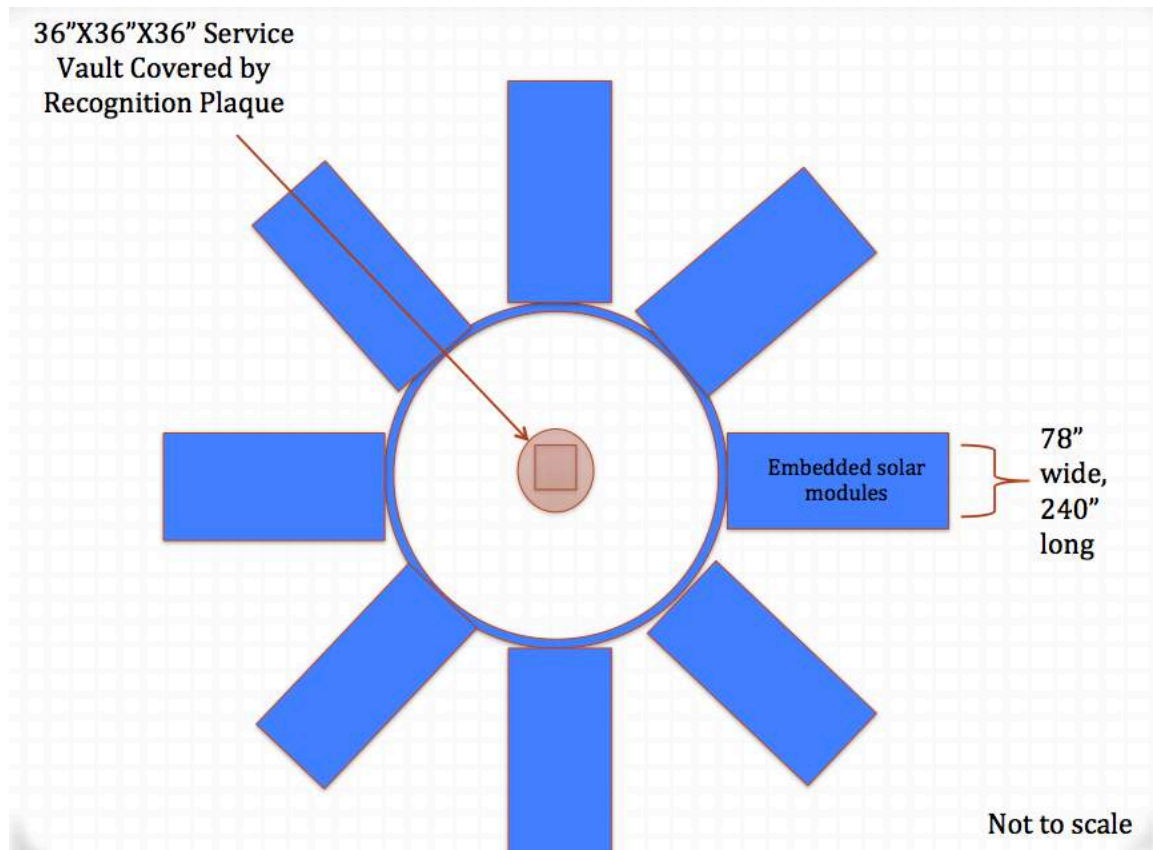 36”X36”X36” Service
Vault Covered by
Recognition Plaque
Embedded solar
modules
78”
wide,
240”
long
Not to scale